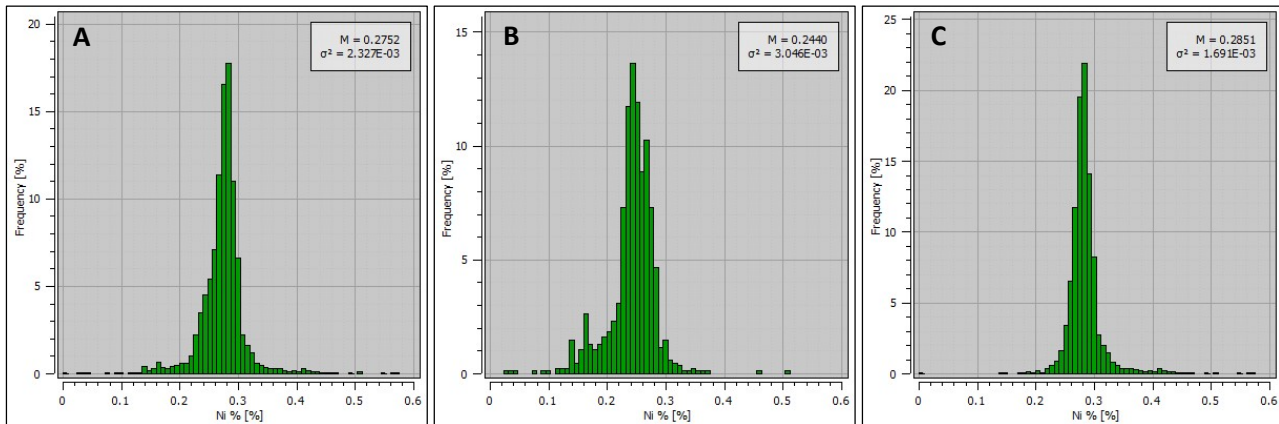 A
M = 0.2752
σ² = 2.327E-03
Frequency [%]
20
15
10
5
0
0 0.1 0.2 0.3 0.4 0.5 0.6
Ni % [%]
B
M = 0.2440
σ² = 3.046E-03
Frequency [%]
15
10
5
0
0 0.1 0.2 0.3 0.4 0.5 0.6
Ni % [%]
C
M = 0.2851
σ² = 1.691E-03
Frequency [%]
25
20
15
10
5
0
0 0.1 0.2 0.3 0.4 0.5 0.6
Ni % [%]